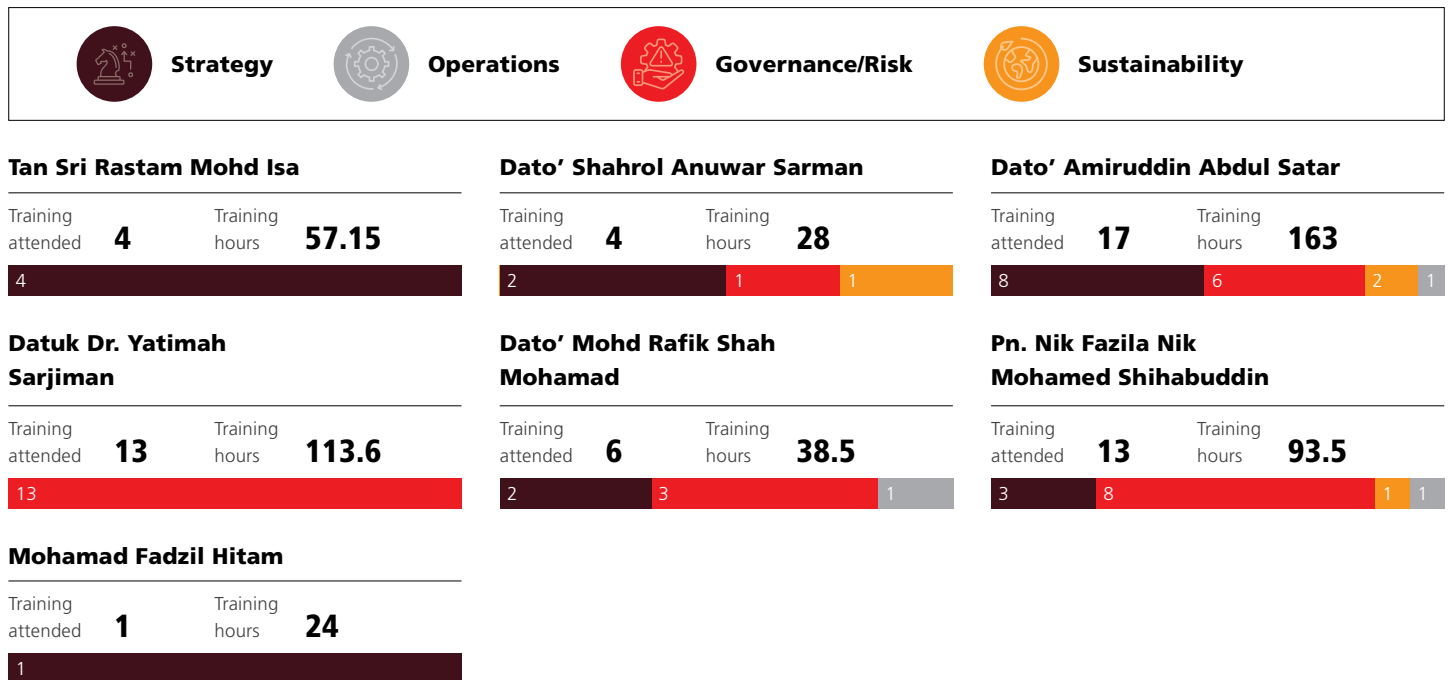 Strategy
Operations
Governance/Risk
Sustainability
Tan Sri Rastam Mohd Isa
Training attended 4 Training hours 57.15
4
Dato’ Shahrol Anuwar Sarman
Training attended 4 Training hours 28
2 1 1
Dato’ Amiruddin Abdul Satar
Training attended 17 Training hours 163
8 6 2 1
Datuk Dr. Yatimah
Sarjiman
Training attended 13 Training hours 113.6
13
Dato’ Mohd Rafik Shah
Mohamad
Training attended 6 Training hours 38.5
2 3 1
Pn. Nik Fazila Nik
Mohamed Shihabuddin
Training attended 13 Training hours 93.5
3 8 1 1
Mohamad Fadzil Hitam
Training attended 1 Training hours 24
1